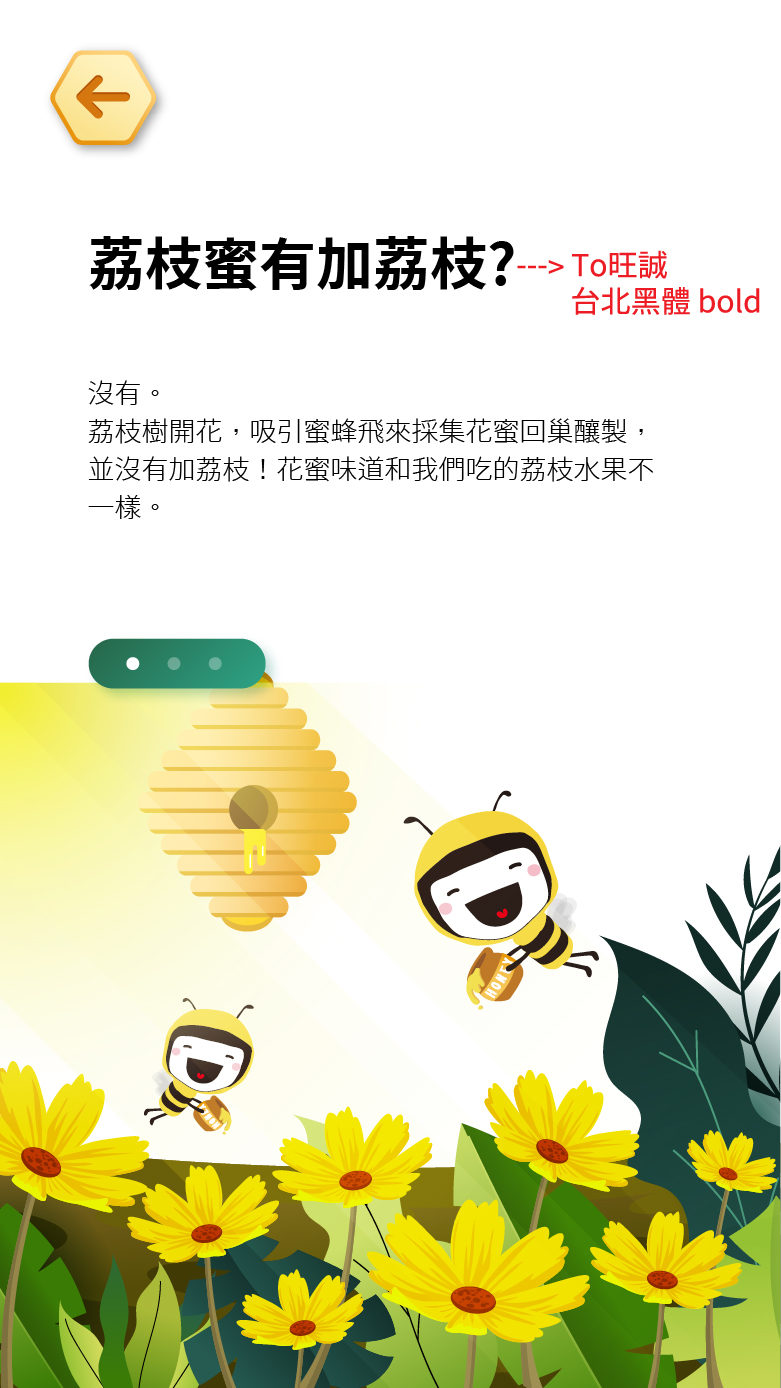 荔枝蜜有加荔枝?
---> To旺誠
台北黑體 bold
沒有。
荔枝樹開花，吸引蜜蜂飛來採集花蜜回巢釀製，
並沒有加荔枝！花蜜味道和我們吃的荔枝水果不
一樣。
HONEY
HONEY